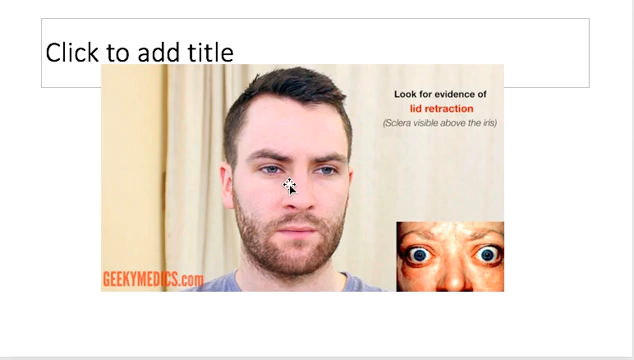 Click to add title
Look for evidence of
lid retraction
(Sclera visible above the iris)
GEEKYMEDICS.com